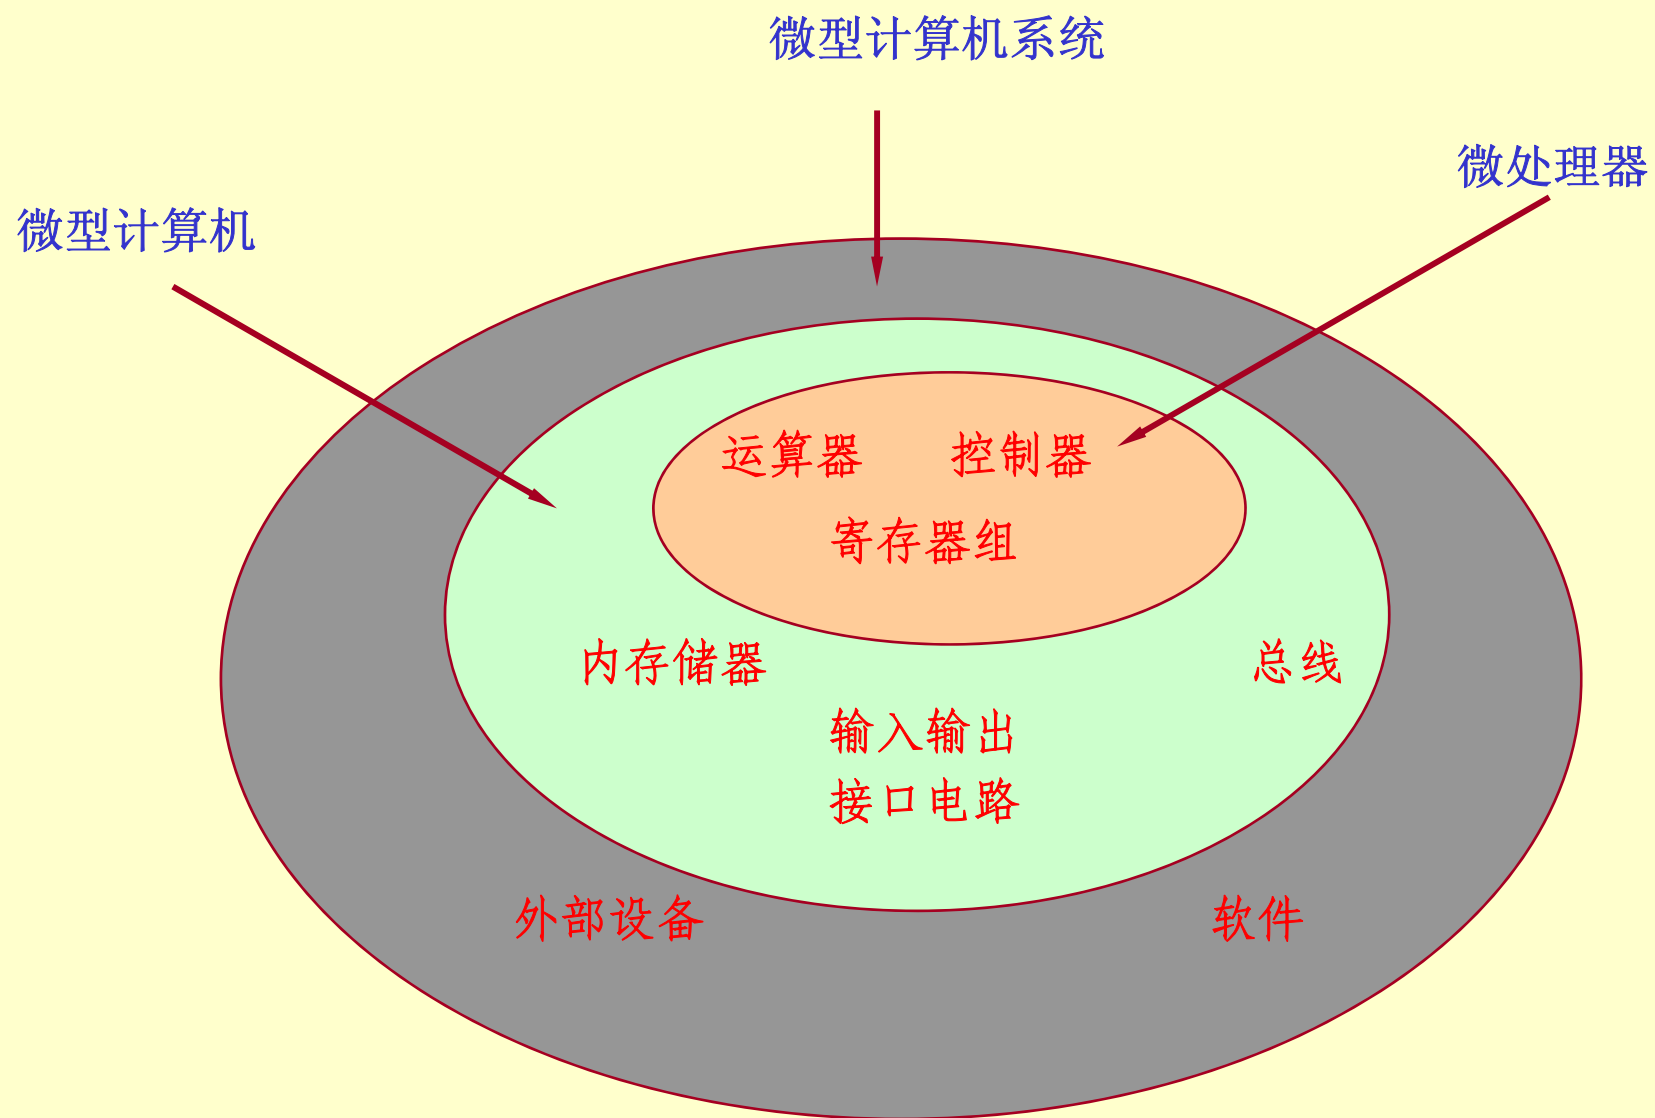 微型计算机系统
微处理器
微型计算机
运算器 控制器
寄存器组
内存储器 总线
输入输出
接口电路
外部设备 软件